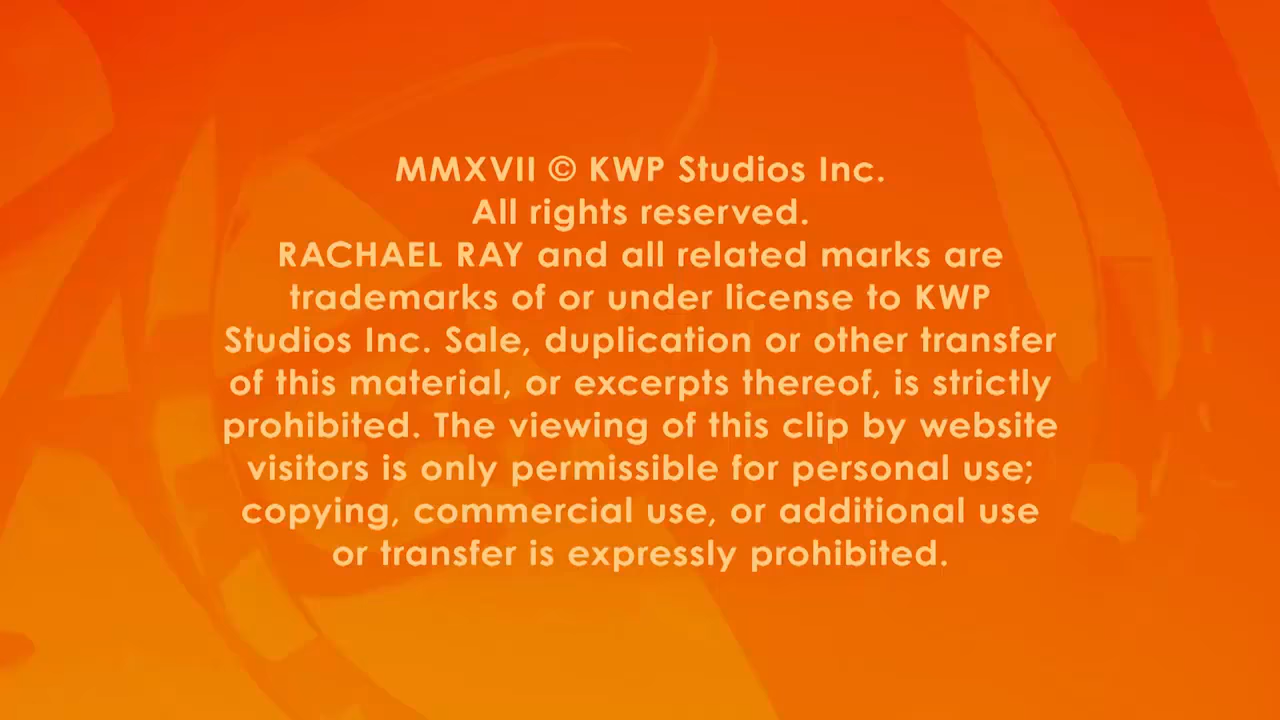 MMXVII © KWP Studios Inc.
All rights reserved.
RACHAEL RAY and all related marks are
trademarks of or under license to KWP
Studios Inc. Sale, duplication or other transfer
of this material, or excerpts thereof, is strictly
prohibited. The viewing of this clip by website
visitors is only permissible for personal use;
copying, commercial use, or additional use
or transfer is expressly prohibited.